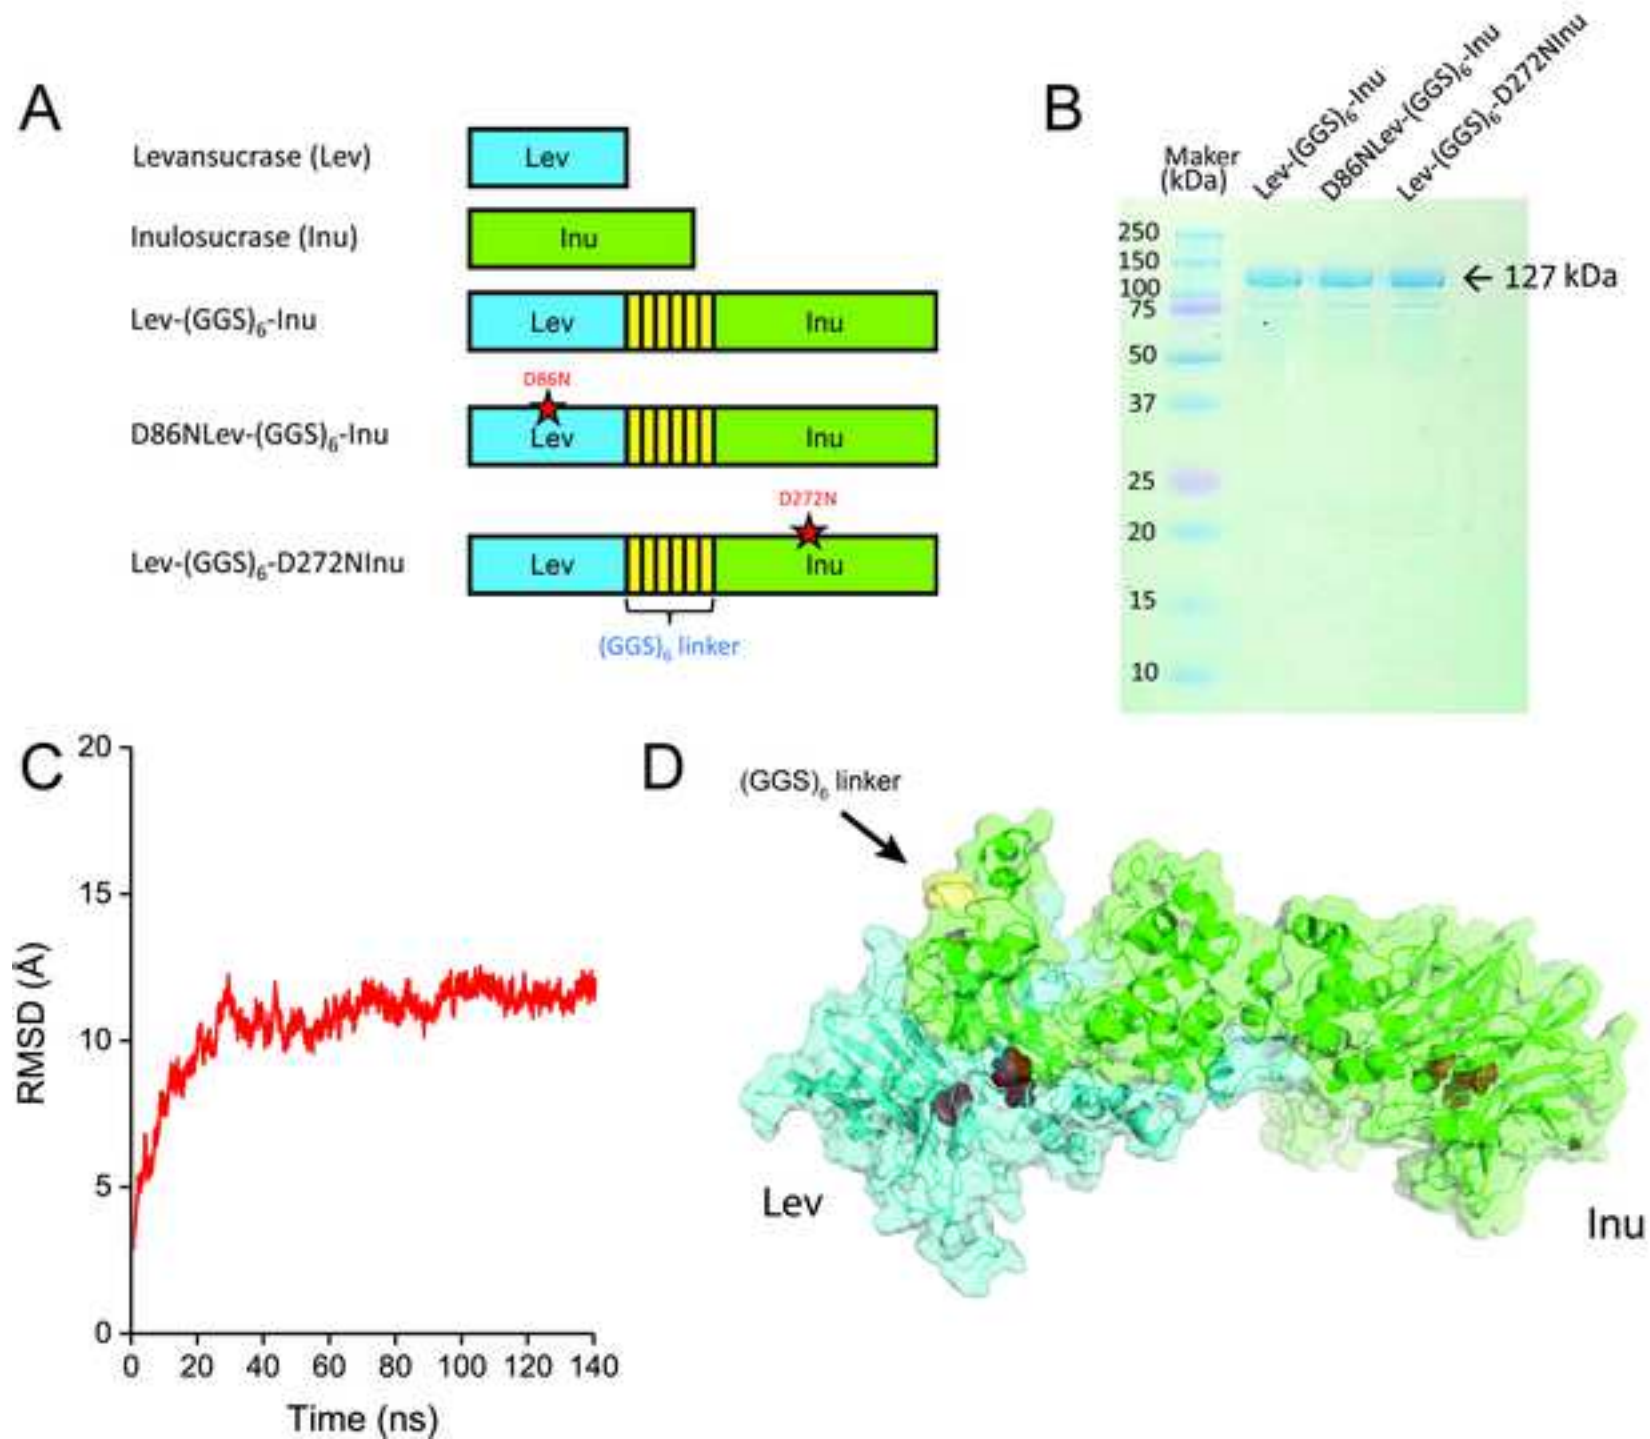 A
Levansucrase (Lev)
Lev
Inulosucrase (Inu)
Inu
Lev-(GGS)₆-Inu
Lev
Inu
D86N
D86NLev-(GGS)₆-Inu
Lev
Inu
D272N
Lev-(GGS)₆-D272NInu
Lev
Inu
(GGS)₆ linker
B
Maker
(kDa)
Lev-(GGS)₆-Inu
D86NLev-(GGS)₆-Inu
Lev-(GGS)₆-D272NInu
250
150
100
75
50
37
25
20
15
10
← 127 kDa
C
RMSD (Å)
20
15
10
5
0
0 20 40 60 80 100 120 140
Time (ns)
D
(GGS)₆ linker
Lev
Inu